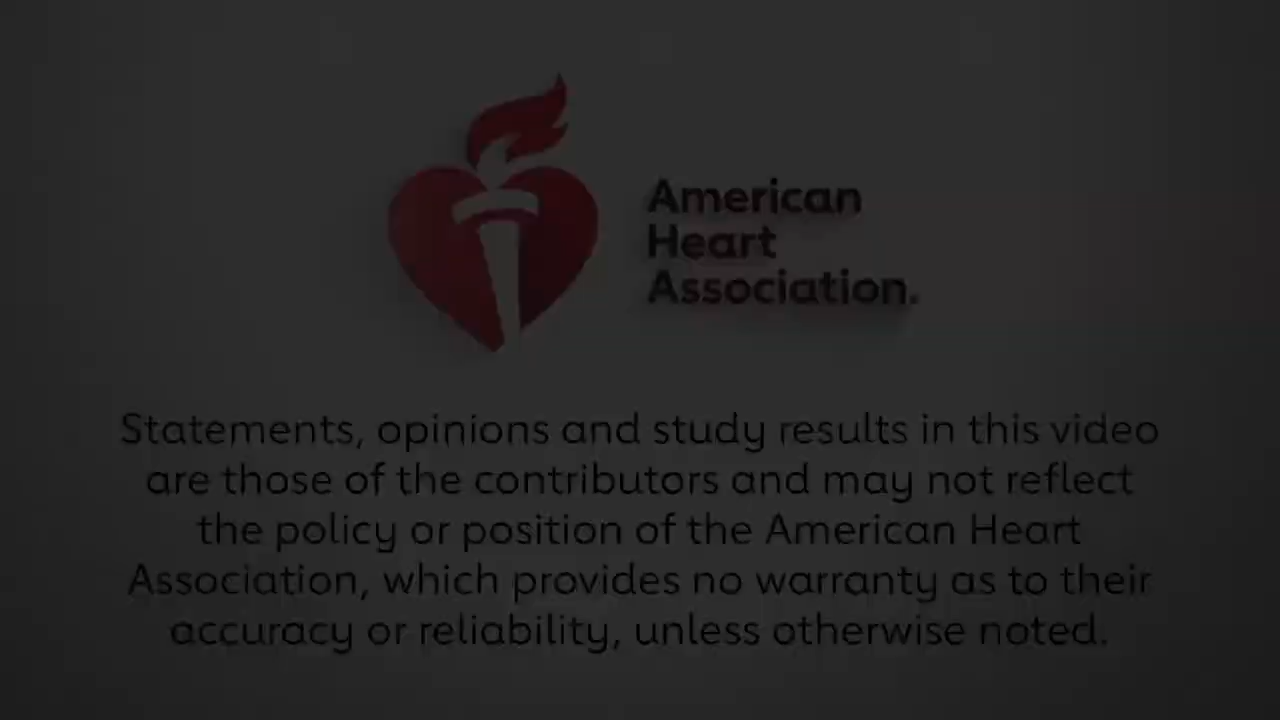 American
Heart
Association.
Statements, opinions and study results in this video
are those of the contributors and may not reflect
the policy or position of the American Heart
Association, which provides no warranty as to their
accuracy or reliability, unless otherwise noted.